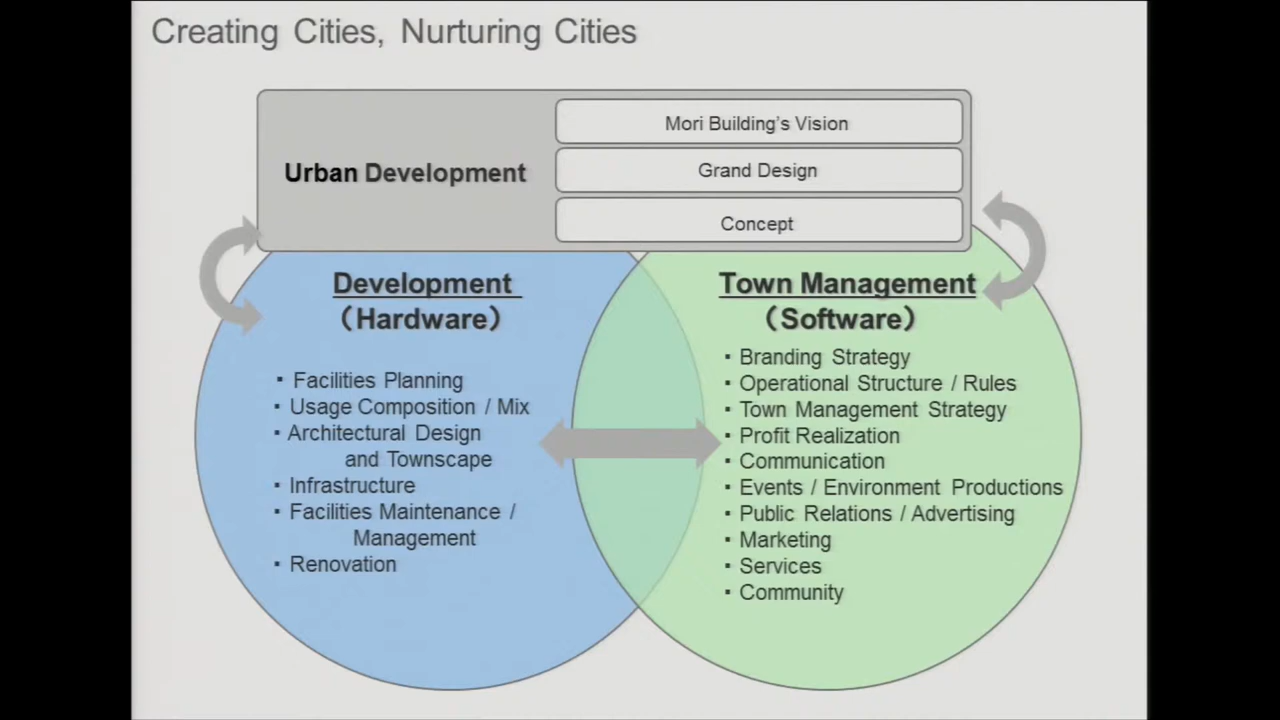 Creating Cities, Nurturing Cities
Urban Development
Mori Building's Vision
Grand Design
Concept
Development
（Hardware）
▪ Facilities Planning
▪ Usage Composition / Mix
▪ Architectural Design
and Townscape
▪ Infrastructure
▪ Facilities Maintenance /
Management
▪ Renovation
Town Management
（Software）
▪ Branding Strategy
▪ Operational Structure / Rules
▪ Town Management Strategy
▪ Profit Realization
▪ Communication
▪ Events / Environment Productions
▪ Public Relations / Advertising
▪ Marketing
▪ Services
▪ Community